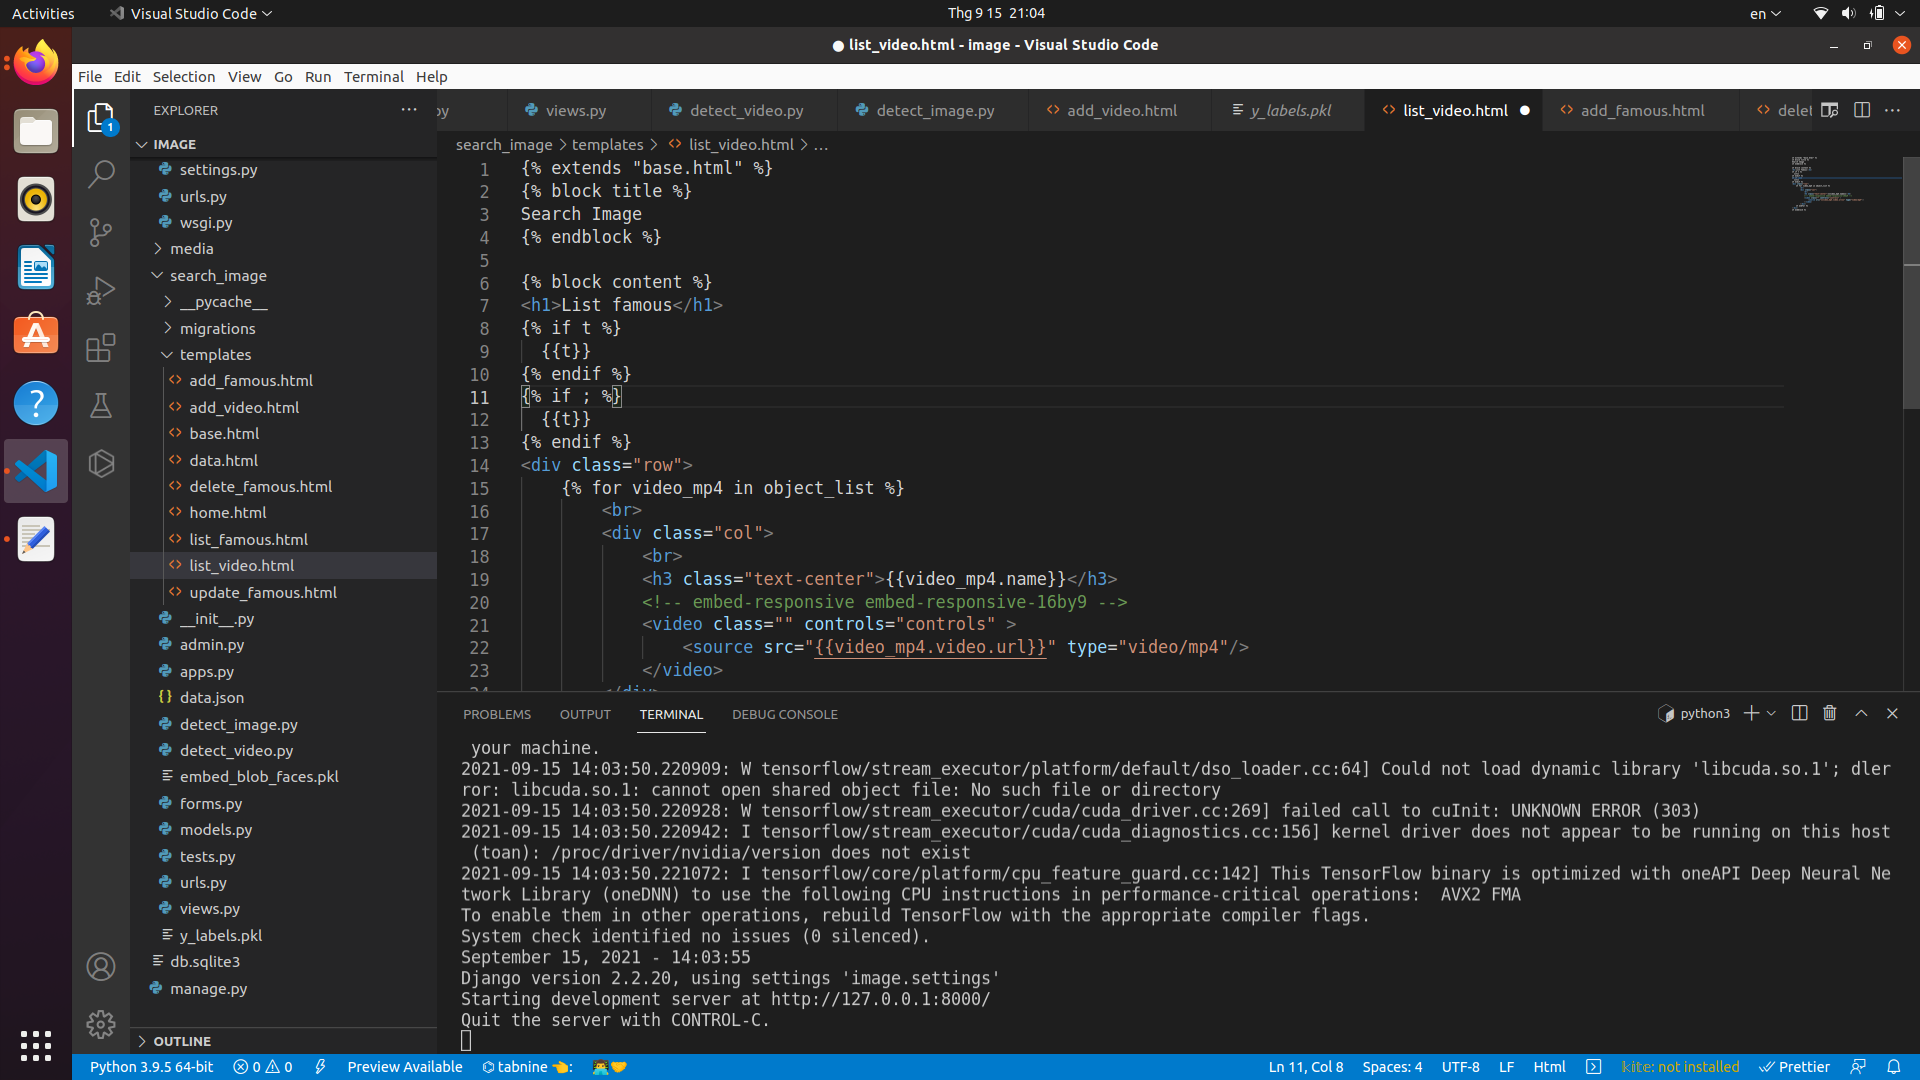 Activities
Visual Studio Code
Thg 9 15 21:04
en
● list_video.html - image - Visual Studio Code
File Edit Selection View Go Run Terminal Help
1
EXPLORER
IMAGE
settings.py
urls.py
wsgi.py
media
search_image
__pycache__
migrations
templates
add_famous.html
add_video.html
base.html
data.html
delete_famous.html
home.html
list_famous.html
list_video.html
update_famous.html
__init__.py
admin.py
apps.py
data.json
detect_image.py
detect_video.py
embed_blob_faces.pkl
forms.py
models.py
tests.py
urls.py
views.py
y_labels.pkl
db.sqlite3
manage.py
OUTLINE
py views.py detect_video.py detect_image.py add_video.html y_labels.pkl list_video.html ● add_famous.html delet
search_image > templates > list_video.html > ...
1 {% extends "base.html" %}
2 {% block title %}
3 Search Image
4 {% endblock %}
5
6 {% block content %}
7 <h1>List famous</h1>
8 {% if t %}
9 {{t}}
10 {% endif %}
11 {% if ; %}
12 {{t}}
13 {% endif %}
14 <div class="row">
15 {% for video_mp4 in object_list %}
16 <br>
17 <div class="col">
18 <br>
19 <h3 class="text-center">{{video_mp4.name}}</h3>
20 <!-- embed-responsive embed-responsive-16by9 -->
21 <video class="" controls="controls" >
22 <source src="{{video_mp4.video.url}}" type="video/mp4"/>
23 </video>
24 </div>
PROBLEMS OUTPUT TERMINAL DEBUG CONSOLE
python3
your machine.
2021-09-15 14:03:50.220909: W tensorflow/stream_executor/platform/default/dso_loader.cc:64] Could not load dynamic library 'libcuda.so.1'; dler
ror: libcuda.so.1: cannot open shared object file: No such file or directory
2021-09-15 14:03:50.220928: W tensorflow/stream_executor/cuda/cuda_driver.cc:269] failed call to cuInit: UNKNOWN ERROR (303)
2021-09-15 14:03:50.220942: I tensorflow/stream_executor/cuda/cuda_diagnostics.cc:156] kernel driver does not appear to be running on this host
(toan): /proc/driver/nvidia/version does not exist
2021-09-15 14:03:50.221072: I tensorflow/core/platform/cpu_feature_guard.cc:142] This TensorFlow binary is optimized with oneAPI Deep Neural Ne
twork Library (oneDNN) to use the following CPU instructions in performance-critical operations:  AVX2 FMA
To enable them in other operations, rebuild TensorFlow with the appropriate compiler flags.
System check identified no issues (0 silenced).
September 15, 2021 - 14:03:55
Django version 2.2.20, using settings 'image.settings'
Starting development server at http://127.0.0.1:8000/
Quit the server with CONTROL-C.
Python 3.9.5 64-bit 0 0 Preview Available tabnine 👈: Ln 11, Col 8 Spaces: 4 UTF-8 LF Html kite: not installed Prettier